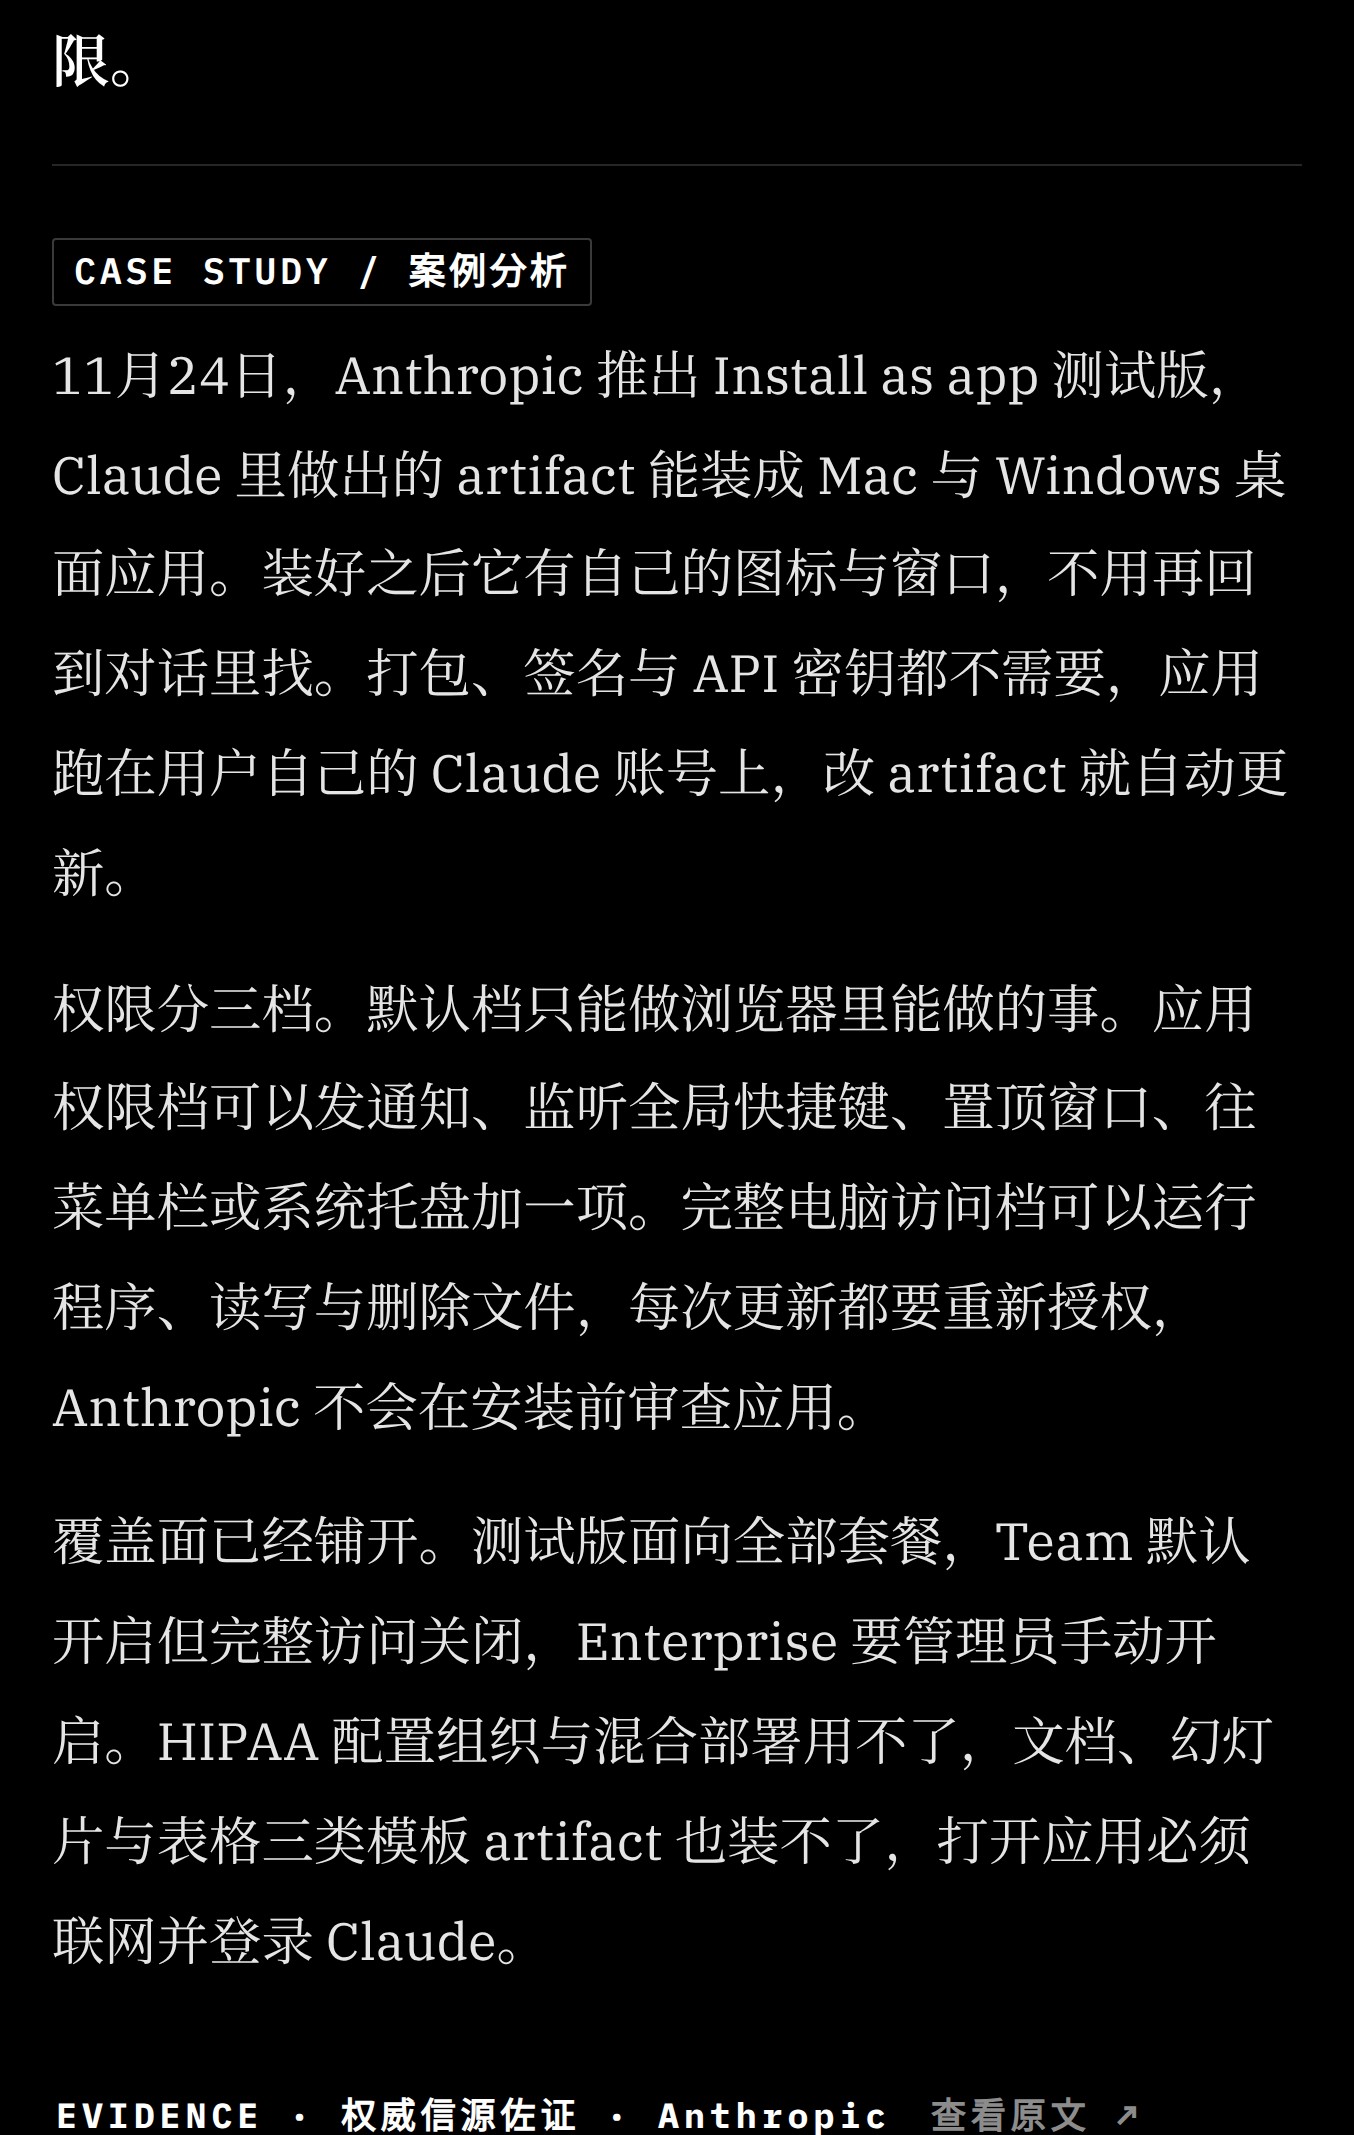 限。
CASE STUDY / 案例分析
11月24日，Anthropic 推出 Install as app 测试版，
Claude 里做出的 artifact 能装成 Mac 与 Windows 桌
面应用。装好之后它有自己的图标与窗口，不用再回
到对话里找。打包、签名与 API 密钥都不需要，应用
跑在用户自己的 Claude 账号上，改 artifact 就自动更
新。
权限分三档。默认档只能做浏览器里能做的事。应用
权限档可以发通知、监听全局快捷键、置顶窗口、往
菜单栏或系统托盘加一项。完整电脑访问档可以运行
程序、读写与删除文件，每次更新都要重新授权，
Anthropic 不会在安装前审查应用。
覆盖面已经铺开。测试版面向全部套餐，Team 默认
开启但完整访问关闭，Enterprise 要管理员手动开
启。HIPAA 配置组织与混合部署用不了，文档、幻灯
片与表格三类模板 artifact 也装不了，打开应用必须
联网并登录 Claude。
EVIDENCE · 权威信源佐证 · Anthropic 查看原文 ↗